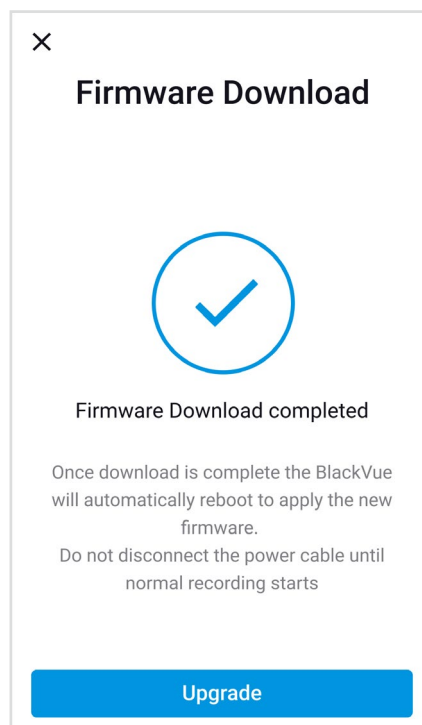 Firmware Download
Firmware Download completed
Once download is complete the BlackVue
will automatically reboot to apply the new
firmware.
Do not disconnect the power cable until
normal recording starts
Upgrade